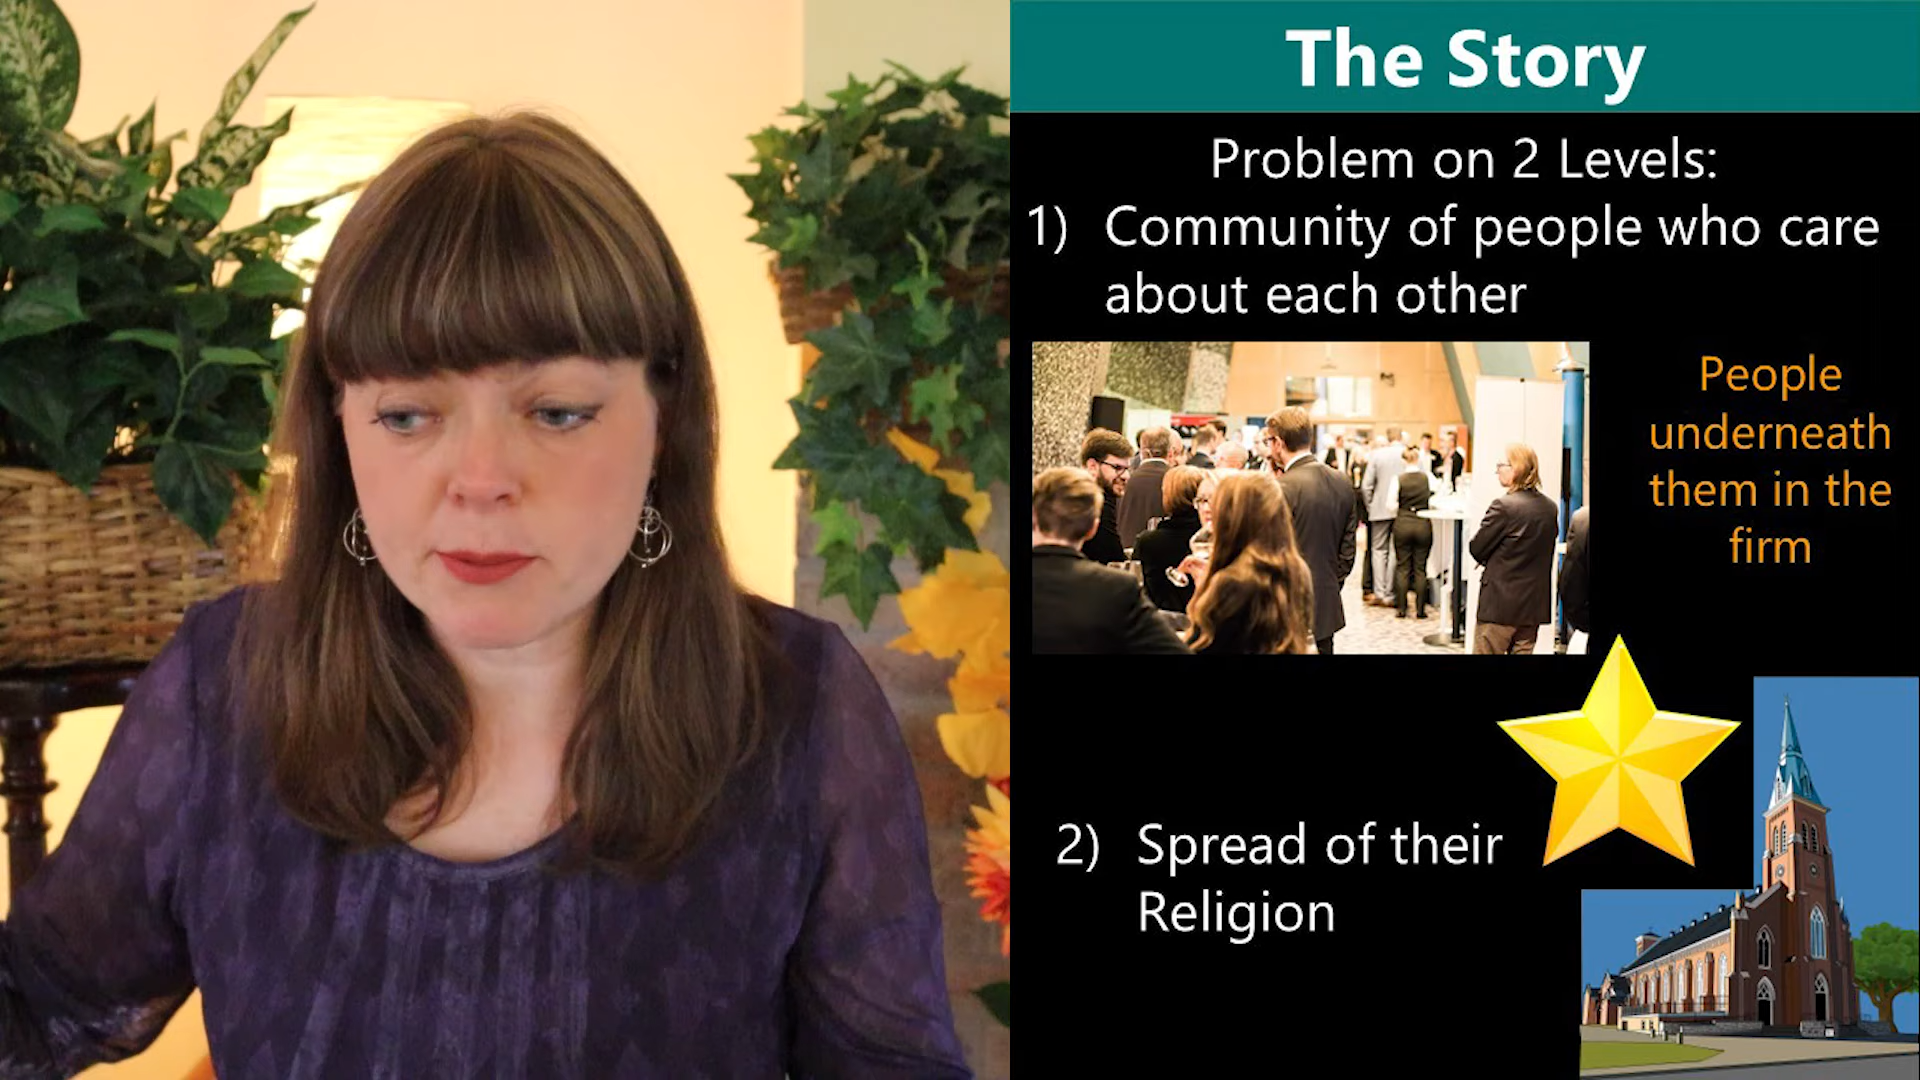 The Story
Problem on 2 Levels:
1) Community of people who care
about each other
People
underneath
them in the
firm
2) Spread of their
Religion